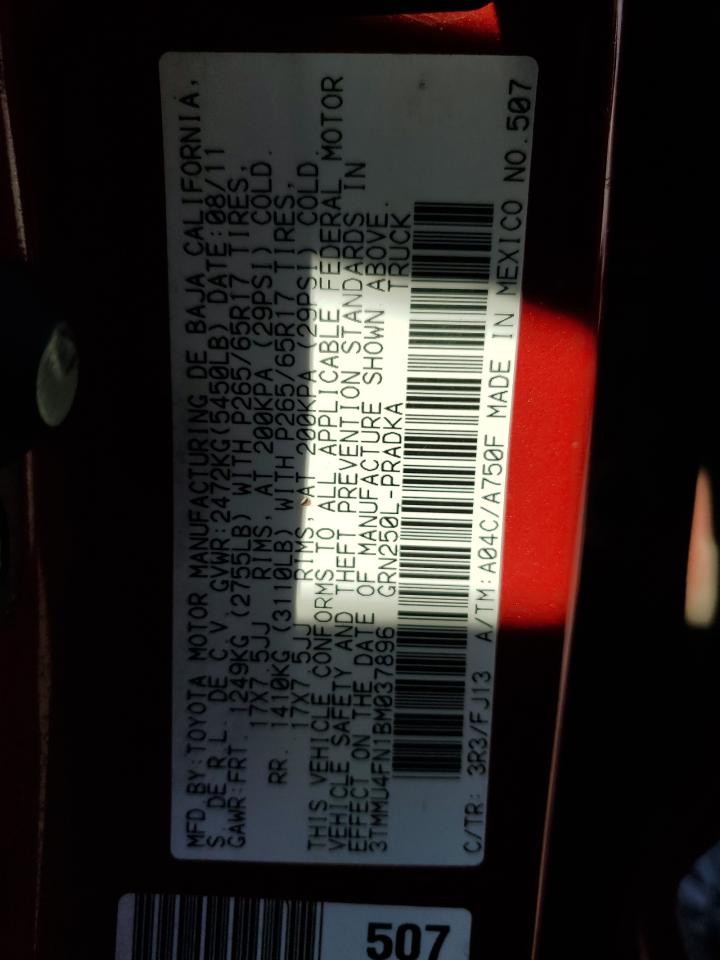 MFD BY:TOYOTA MOTOR MANUFACTURING DE BAJA CALIFORNIA,
S. DE R.L. DE C.V. GVWR:2472KG(5450LB) DATE:08/11
GAWR:FRT. 1249KG (2755LB) WITH P265/65R17 TIRES,
17X7.5JJ RIMS, AT 200KPA (29PSI) COLD.
RR. 1410KG (3110LB) WITH P265/65R17 TIRES,
17X7.5JJ RIMS, AT 200KPA (29PSI) COLD.
THIS VEHICLE CONFORMS TO ALL APPLICABLE FEDERAL MOTOR
VEHICLE SAFETY AND THEFT PREVENTION STANDARDS IN
EFFECT ON THE DATE OF MANUFACTURE SHOWN ABOVE.
3TMMU4FN1BM037896 GRN250L-PRADKA TRUCK
C/TR: 3R3/FJ13 A/TM:A04C/A750F MADE IN MEXICO NO.507
507